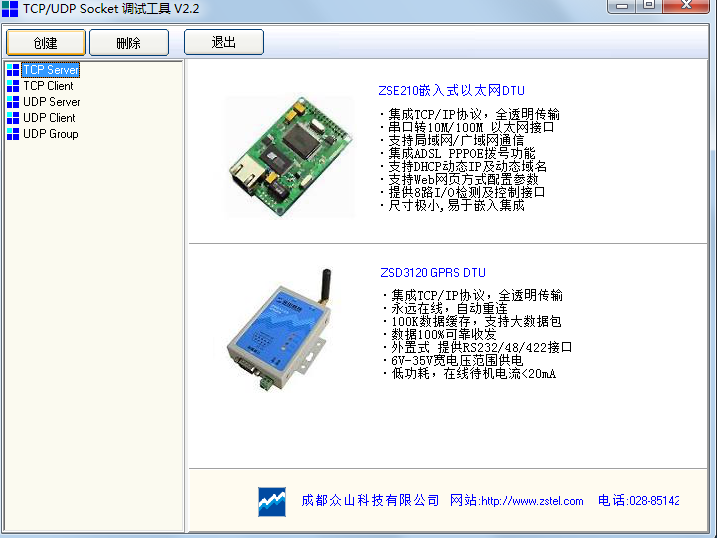 TCP/UDP Socket 调试工具 V2.2
创建 删除 退出
TCP Server
TCP Client
UDP Server
UDP Client
UDP Group
ZSE210嵌入式以太网DTU
·集成TCP/IP协议，全透明传输
·串口转10M/100M 以太网接口
·支持局域网/广域网通信
·集成ADSL PPPOE拨号功能
·支持DHCP动态IP及动态域名
·支持Web网页方式配置参数
·提供8路I/O检测及控制接口
·尺寸极小,易于嵌入集成
ZSD3120 GPRS DTU
·集成TCP/IP协议，全透明传输
·永远在线，自动重连
·100K数据缓存，支持大数据包
·数据100%可靠收发
·外置式 提供RS232/48/422接口
·6V-35V宽电压范围供电
·低功耗，在线待机电流<20mA
成都众山科技有限公司 网站:http://www.zstel.com 电话:028-85142